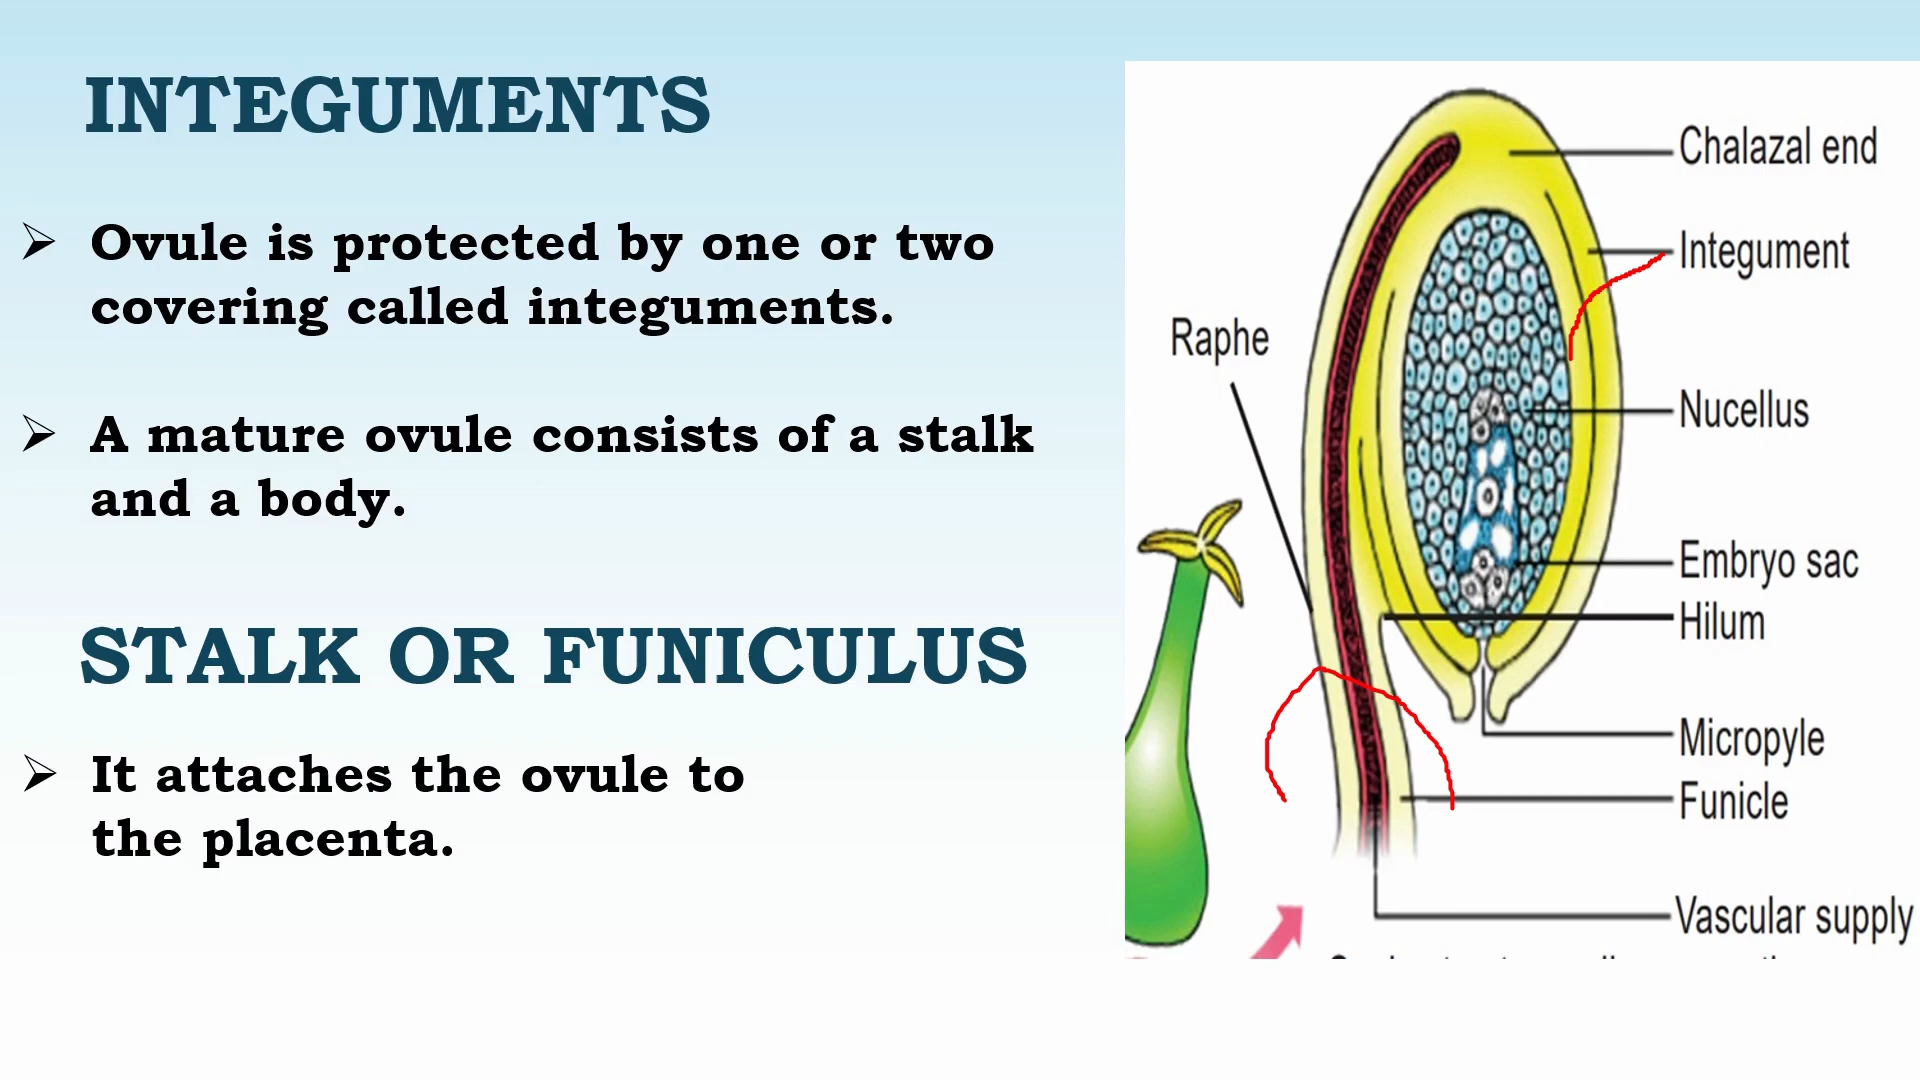 INTEGUMENTS
Ovule is protected by one or two
covering called integuments.
A mature ovule consists of a stalk
and a body.
STALK OR FUNICULUS
It attaches the ovule to
the placenta.
Chalazal end
Integument
Raphe
Nucellus
Embryo sac
Hilum
Micropyle
Funicle
Vascular supply